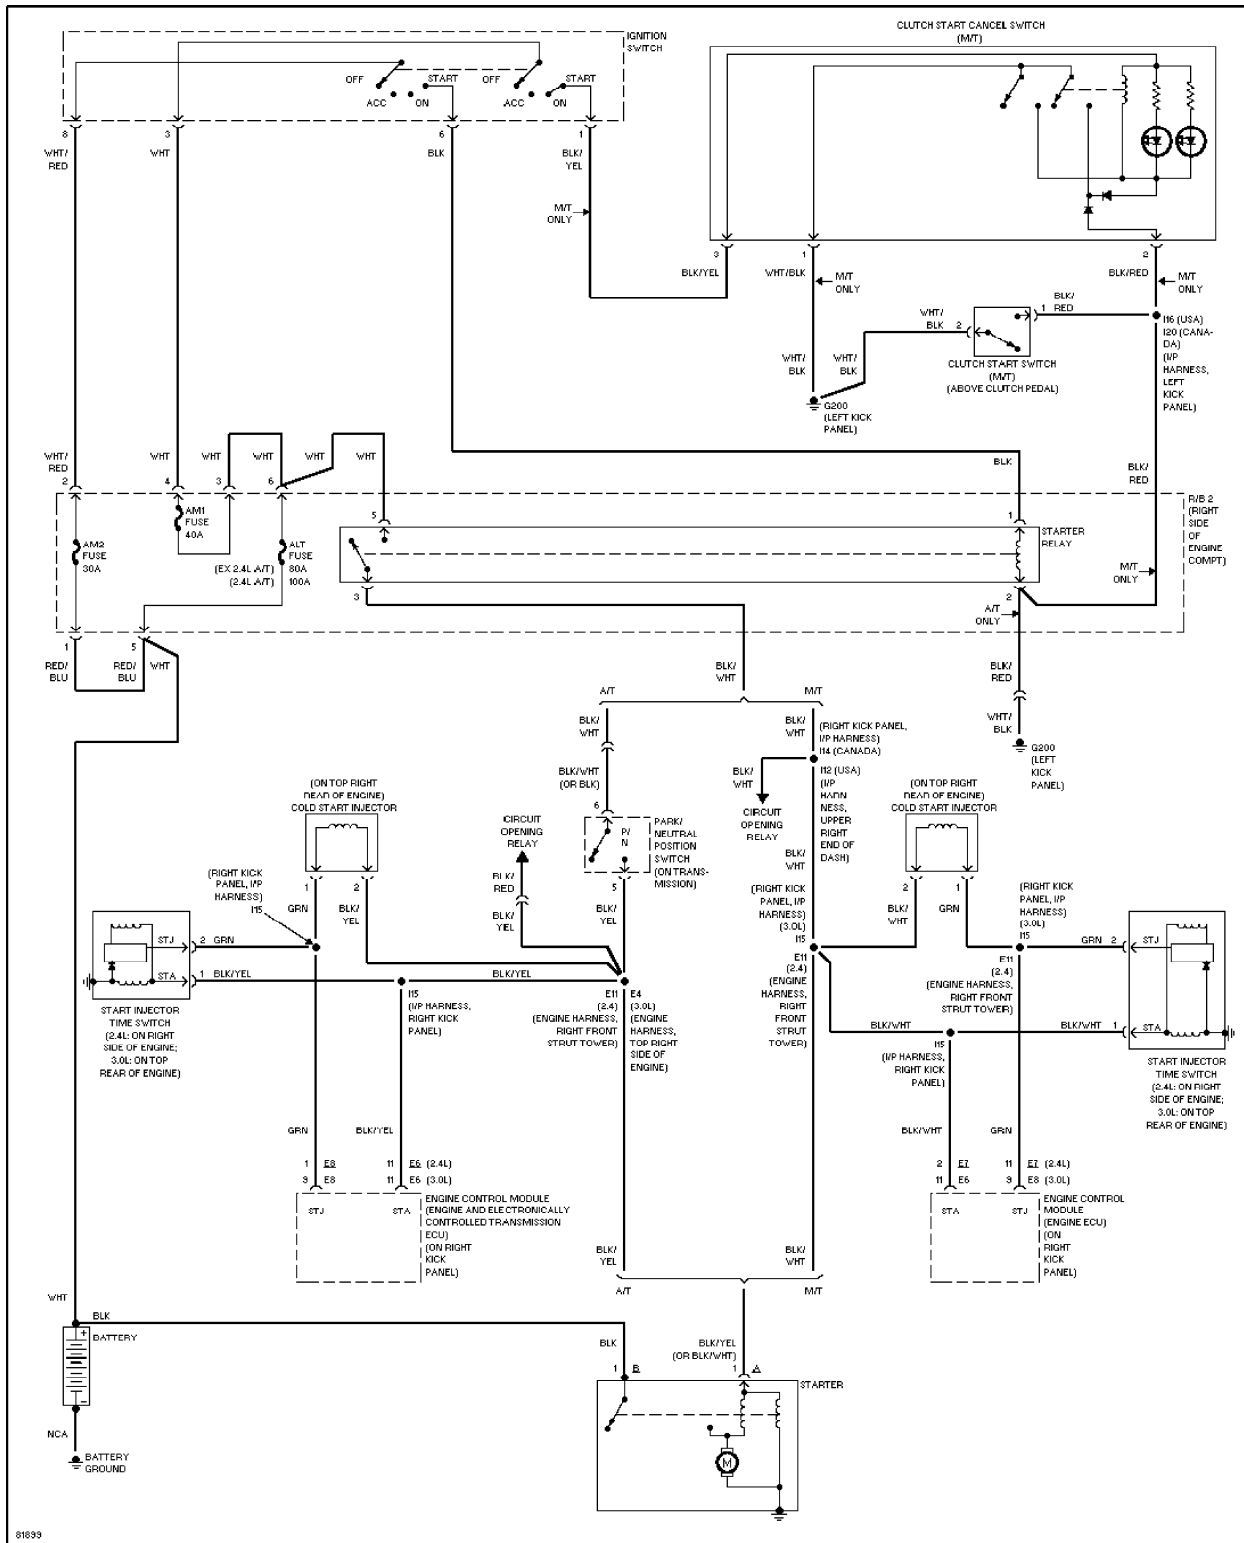 CLUTCH START CANCEL SWITCH
(M/T)
IGNITION
SWITCH
OFF
START
OFF
START
ACC
ON
ACC
ON
8
3
6
1
WHT/
RED
WHT
BLK
BLK/
YEL
M/T
ONLY
3
1
2
BLK/YEL
WHT/BLK
BLK/RED
M/T
ONLY
M/T
ONLY
BLK/
RED
1
WHT/
BLK
2
I16 (USA)
I20 (CANA-
DA)
(I/P
HARNESS,
LEFT
KICK
PANEL)
WHT/
BLK
WHT/
BLK
CLUTCH START SWITCH
(M/T)
(ABOVE CLUTCH PEDAL)
G200
(LEFT KICK
PANEL)
WHT/
RED
WHT
WHT
WHT
WHT
BLK
BLK/
RED
2
4
3
6
5
1
AM1
FUSE
40A
R/B 2
(RIGHT
SIDE
OF
ENGINE
COMPT)
STARTER
RELAY
AM2
FUSE
30A
ALT
FUSE
(EX 2.4L A/T) 80A
(2.4L A/T) 100A
M/T
ONLY
3
2
A/T
ONLY
1
5
RED/
BLU
RED/
BLU
WHT
BLK/
WHT
BLK/
RED
A/T
M/T
BLK/
WHT
BLK/
WHT
(RIGHT KICK PANEL,
I/P HARNESS)
I14 (CANADA)
WHT/
BLK
G200
(LEFT
KICK
PANEL)
BLK/WHT
(OR BLK)
BLK/
WHT
I12 (USA)
(I/P
HARN
NESS,
UPPER
RIGHT
END OF
DASH)
(ON TOP RIGHT
REAR OF ENGINE)
COLD START INJECTOR
(ON TOP RIGHT
REAR OF ENGINE)
COLD START INJECTOR
6
CIRCUIT
OPENING
RELAY
P/
N
PARK/
NEUTRAL
POSITION
SWITCH
(ON TRANS-
MISSION)
CIRCUIT
OPENING
RELAY
BLK/
WHT
(RIGHT KICK
PANEL, I/P
HARNESS)
I15
1
2
BLK/
RED
5
(RIGHT KICK
PANEL, I/P
HARNESS)
(3.0L)
I15
2
1
(RIGHT KICK
PANEL, I/P
HARNESS)
(3.0L)
I15
GRN
BLK/
YEL
BLK/
YEL
BLK/
YEL
BLK/
WHT
GRN
STJ
2
GRN
GRN
2
STJ
STA
1
BLK/YEL
BLK/YEL
E11
(2.4)
(ENGINE
HARNESS,
RIGHT
FRONT
STRUT
TOWER)
E11
(2.4)
(ENGINE HARNESS,
RIGHT FRONT
STRUT TOWER)
I15
(I/P HARNESS,
RIGHT KICK
PANEL)
E11
(2.4)
(ENGINE HARNESS,
RIGHT FRONT
STRUT TOWER)
E4
(3.0L)
(ENGINE
HARNESS,
TOP RIGHT
SIDE OF
ENGINE)
START INJECTOR
TIME SWITCH
(2.4L: ON RIGHT
SIDE OF ENGINE;
3.0L: ON TOP
REAR OF ENGINE)
BLK/WHT
BLK/WHT
1
STA
I15
(I/P HARNESS,
RIGHT KICK
PANEL)
START INJECTOR
TIME SWITCH
(2.4L: ON RIGHT
SIDE OF ENGINE;
3.0L: ON TOP
REAR OF ENGINE)
GRN
BLK/YEL
BLK/WHT
GRN
1 E8 11 E6 (2.4L)
9 E8 11 E6 (3.0L)
2 E7 11 E7 (2.4L)
11 E6 9 E8 (3.0L)
STJ
STA
ENGINE CONTROL MODULE
(ENGINE AND ELECTRONICALLY
CONTROLLED TRANSMISSION
ECU)
(ON RIGHT
KICK
PANEL)
STA
STJ
ENGINE CONTROL
MODULE
(ENGINE ECU)
(ON
RIGHT
KICK
PANEL)
BLK/
YEL
BLK/
WHT
A/T
M/T
WHT
BLK
BATTERY
BLK
BLK/YEL
(OR BLK/WHT)
1 B
1 A
STARTER
M
NCA
BATTERY
GROUND
81899